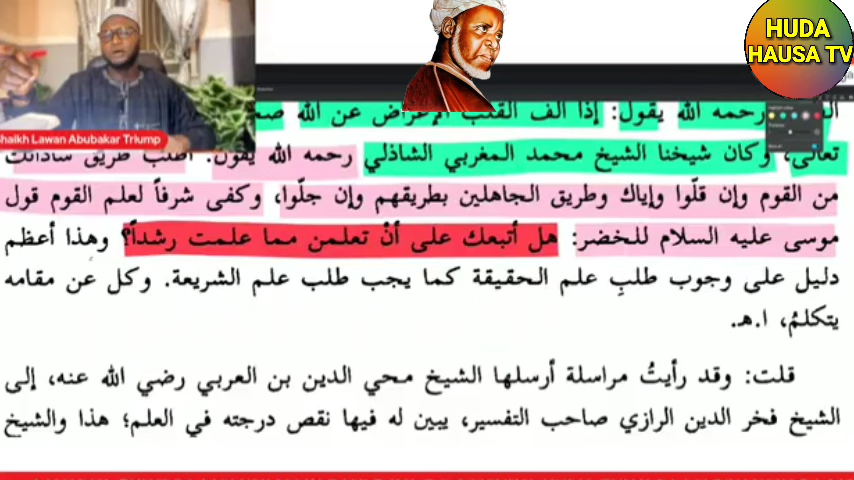 HUDA
HAUSA TV
haikh Lawan Abubakar Triump
رحمه الله يقول: إذا ألف القلب الإعراض عن الله
تعالى، وكان شيخنا الشيخ محمد المغربي الشاذلي رحمه الله يقول: اطلب طريق ساداتك
من القوم وإن قلّوا وإياك وطريق الجاهلين بطريقهم وإن جلّوا، وكفى شرفاً لعلم القوم قول
موسى عليه السلام للخضر: هل أتبعك على أنْ تعلمن مما علمت رشداً؟ وهذا أعظم
دليل على وجوب طلبِ علم الحقيقة كما يجب طلب علم الشريعة. وكل عن مقامه
يتكلمُ، ا.هـ.
قلت: وقد رأيتُ مراسلة أرسلها الشيخ محي الدين بن العربي رضي الله عنه، إلى
الشيخ فخر الدين الرازي صاحب التفسير، يبين له فيها نقص درجته في العلم؛ هذا والشيخ